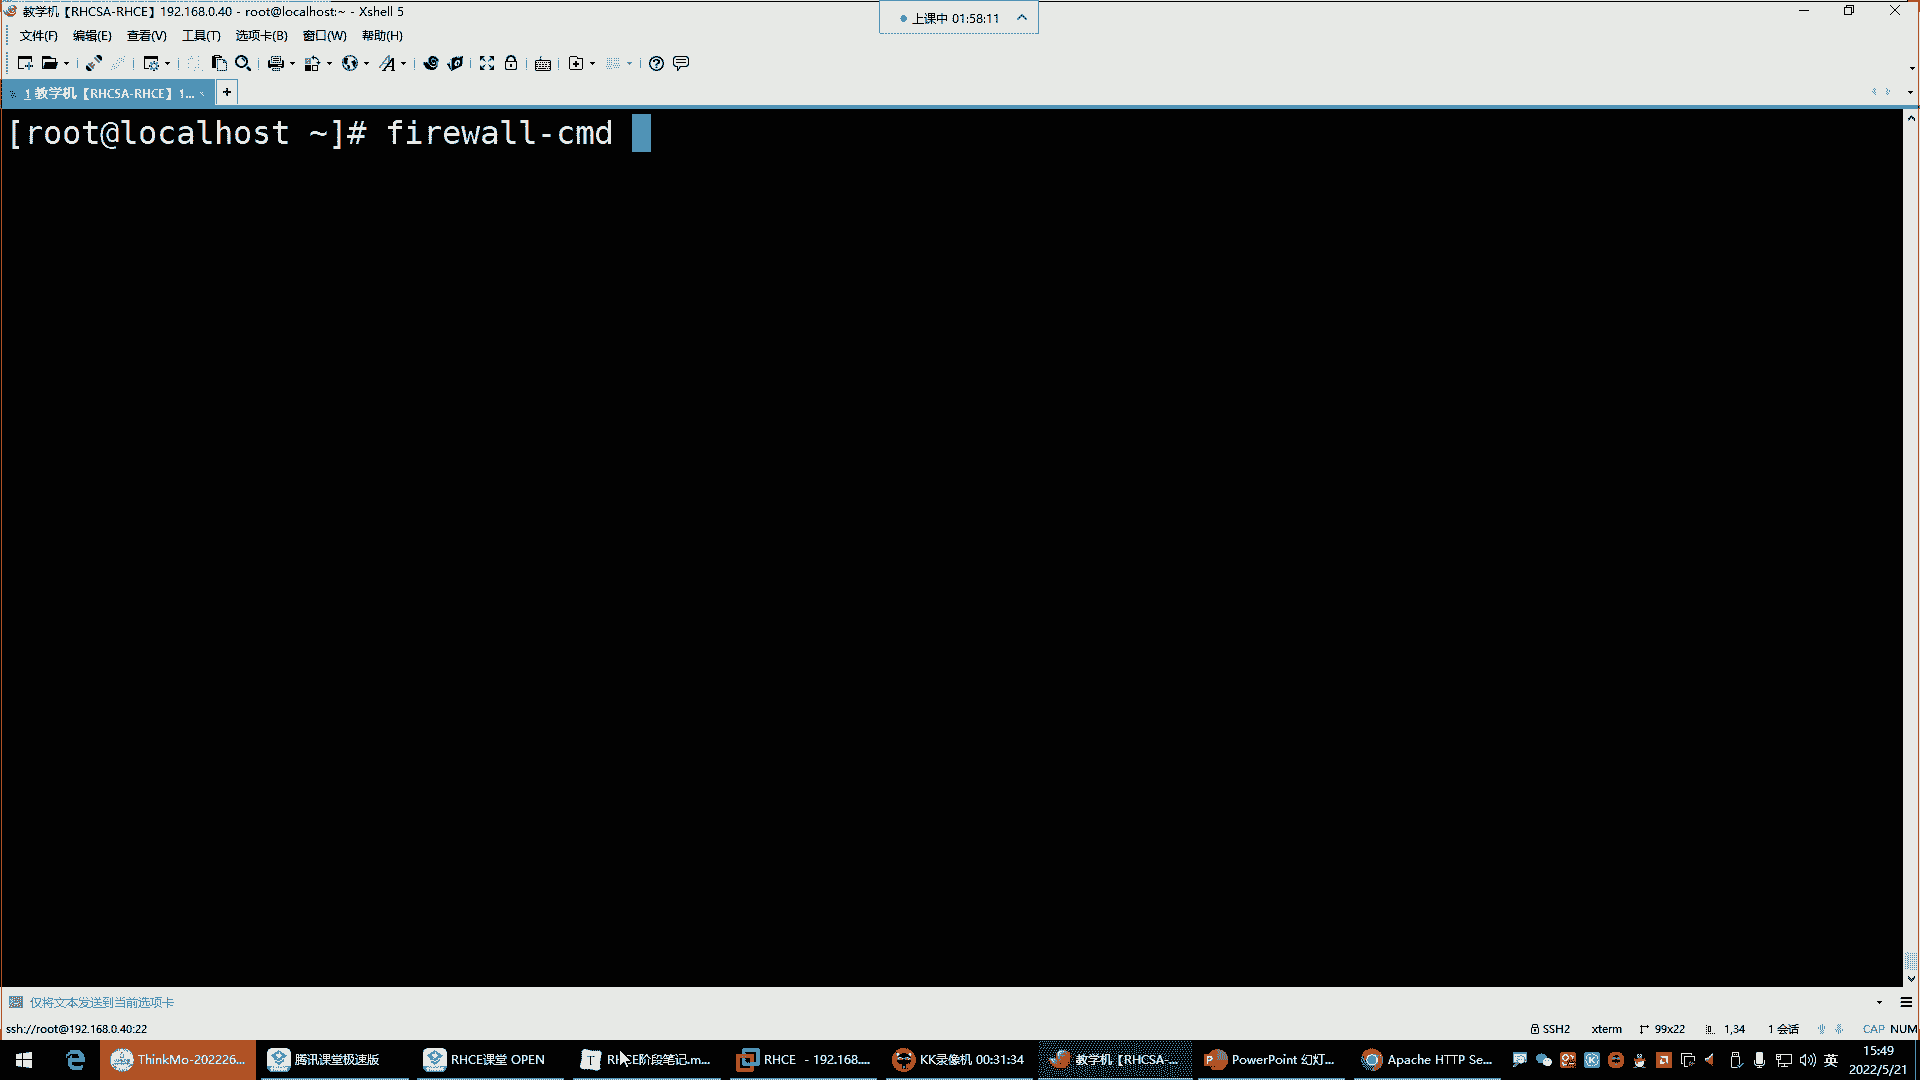 教学机【RHCSA-RHCE】192.168.0.40 - root@localhost:~ - Xshell 5
上课中 01:58:11
文件(F) 编辑(E) 查看(V) 工具(T) 选项卡(B) 窗口(W) 帮助(H)
1 教学机【RHCSA-RHCE】1...
[root@localhost ~]# firewall-cmd
仅将文本发送到当前选项卡
ssh://root@192.168.0.40:22
SSH2 xterm 99x22 1,34 1 会话 CAP NUM
ThinkMo-202226... 腾讯课堂极速版 RHCE课堂 OPEN RHCE阶段笔记.m... RHCE - 192.168.... KK录像机 00:31:34 教学机【RHCSA-... PowerPoint 幻灯... Apache HTTP Se... 英 15:49
2022/5/21